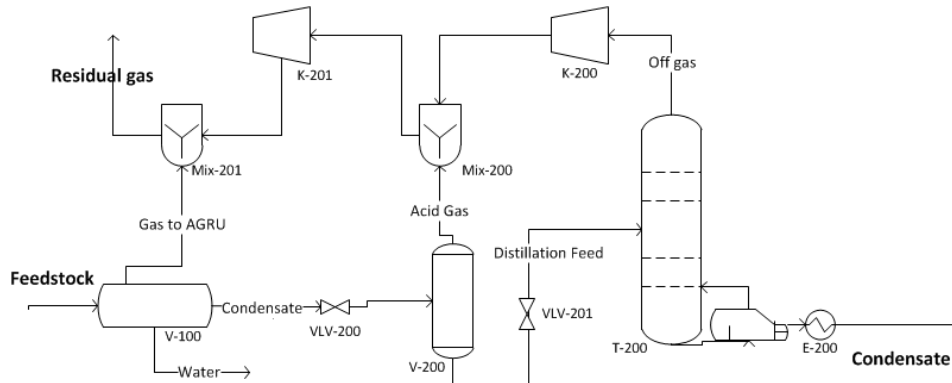 K-201
K-200
Off gas
Residual gas
Mix-201
Mix-200
Acid Gas
Gas to AGRU
Distillation Feed
Feedstock
Condensate
VLV-200
VLV-201
V-100
V-200
T-200
E-200
Condensate
Water